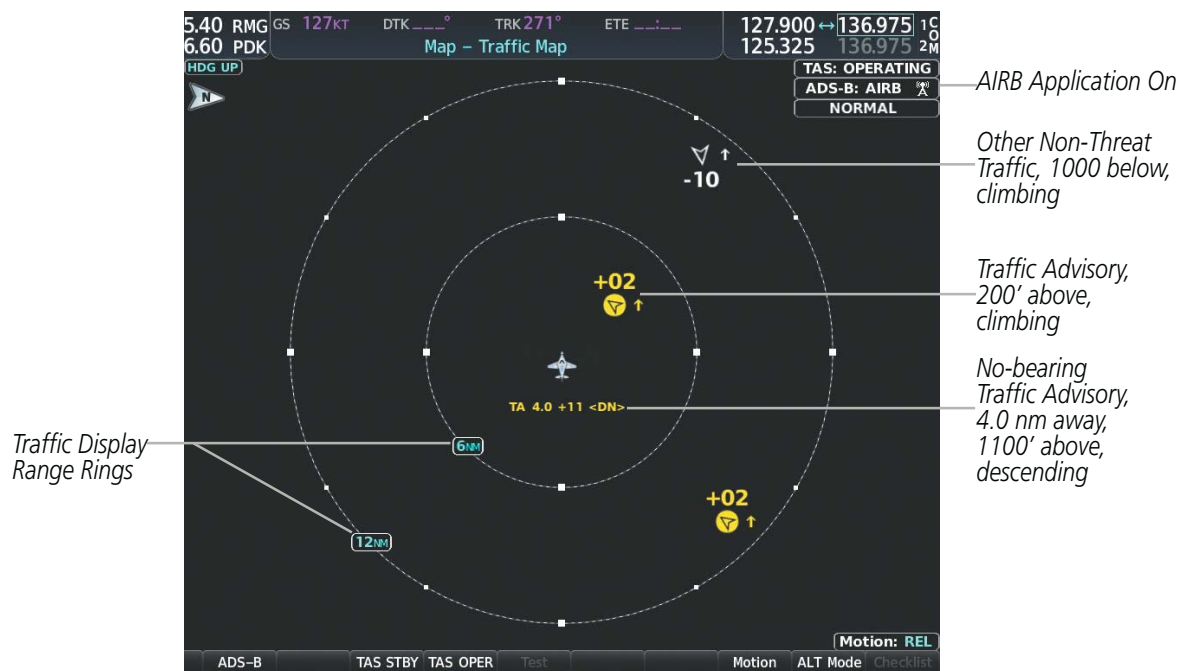 5.40 RMG GS 127KT DTK ___° TRK 271° ETE __:__ 127.900 ↔ 136.975 1 C
6.60 PDK Map – Traffic Map 125.325 136.975 2 O M
HDG UP
N
TAS: OPERATING
ADS-B: AIRB
NORMAL
AIRB Application On
-10
Other Non-Threat
Traffic, 1000 below,
climbing
+02
Traffic Advisory,
200' above,
climbing
TA 4.0 +11 <DN>
No-bearing
Traffic Advisory,
4.0 nm away,
1100' above,
descending
Traffic Display
Range Rings
6NM
+02
12NM
Motion: REL
ADS–B TAS STBY TAS OPER Test Motion ALT Mode Checklist